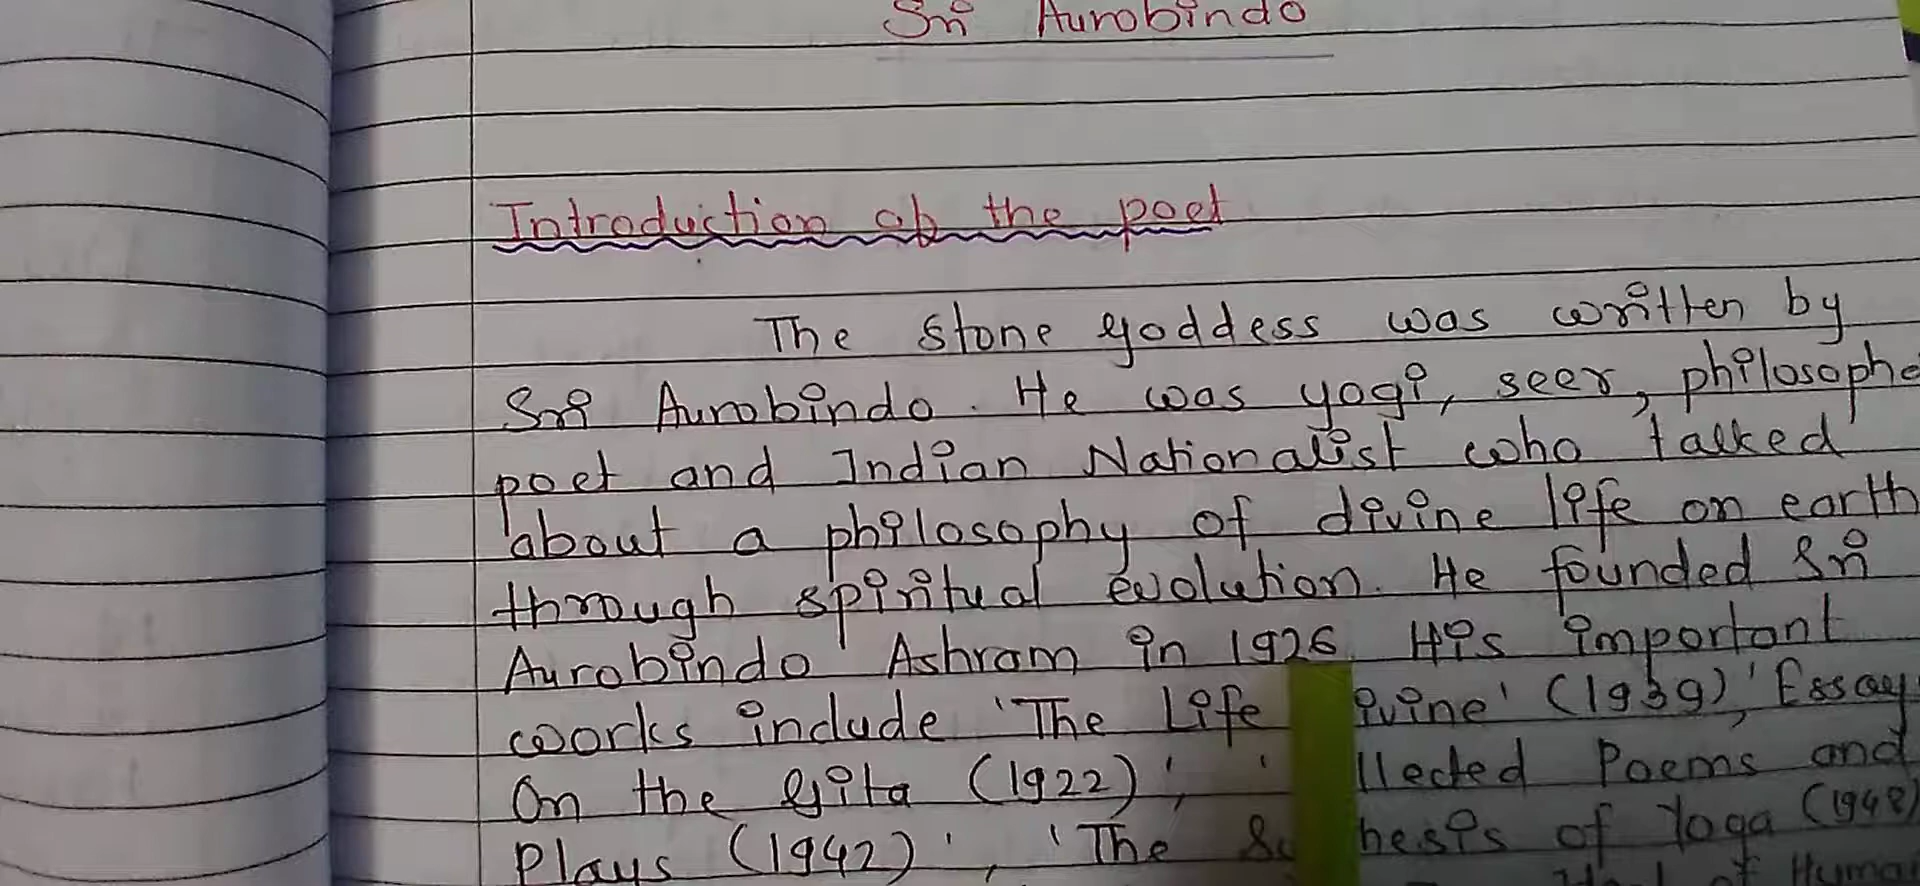 Sri Aurobindo
Introduction of the poet
The Stone goddess was written by
Sri Aurobindo. He was yogi, seer, philosophe
poet and Indian Nationalist who talked
about a philosophy of divine life on earth
through spiritual evolution. He founded Sri
Aurobindo Ashram in 1926. His important
works include 'The Life ivine' (1939), 'Essay
On the Gita (1922)', ' llected Poems and
Plays (1942)', 'The Sy hesis of Yoga (1948)
of Human